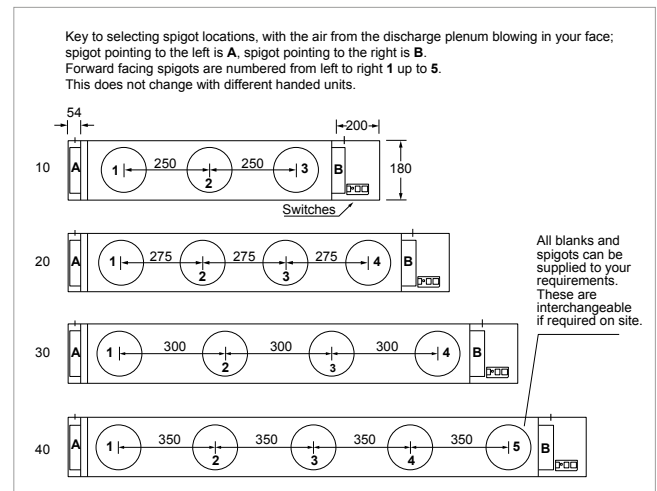 Key to selecting spigot locations, with the air from the discharge plenum blowing in your face;
spigot pointing to the left is A, spigot pointing to the right is B.
Forward facing spigots are numbered from left to right 1 up to 5.
This does not change with different handed units.
54
200
10
A
1
250
2
250
3
B
180
Switches
20
A
1
275
2
275
3
275
4
B
All blanks and
spigots can be
supplied to your
requirements.
These are
interchangeable
if required on site.
30
A
1
300
2
300
3
300
4
B
40
A
1
350
2
350
3
350
4
350
5
B